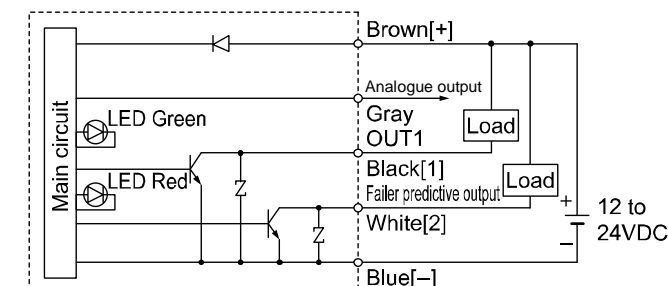 Brown[+]
Analogue output
Gray
OUT1
Load
Black[1]
Failer predictive output
Load
White[2]
Blue[–]
Main circuit
LED Green
LED Red
+
–
12 to
24VDC